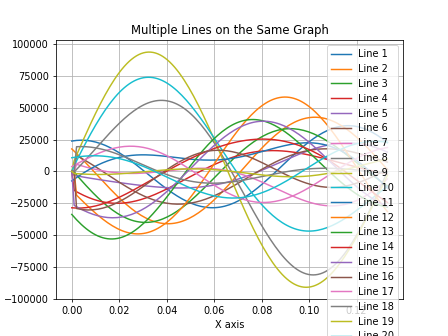 Multiple Lines on the Same Graph
100000
75000
50000
25000
0
−25000
−50000
−75000
−100000
0.00
0.02
0.04
0.06
0.08
0.10
X axis
Line 1
Line 2
Line 3
Line 4
Line 5
Line 7
Line 8
Line 9
Line 10
Line 11
Line 12
Line 13
Line 14
Line 15
Line 16
Line 17
Line 18
Line 19
Line 20